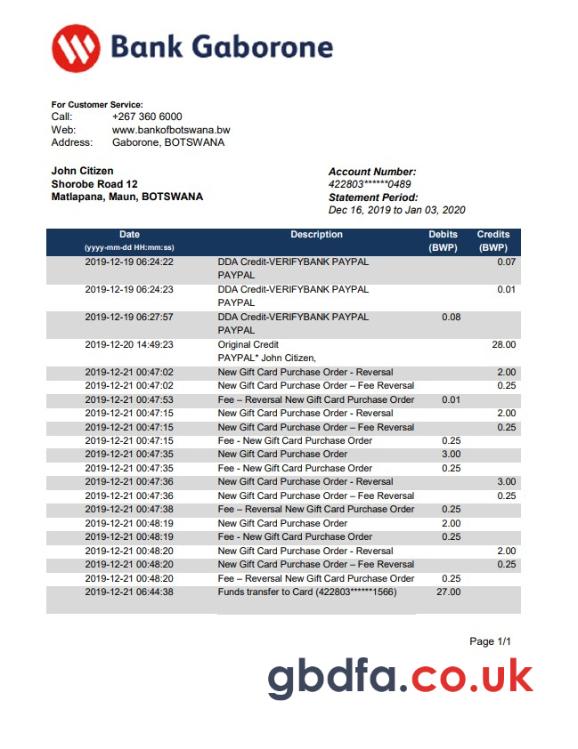 Bank Gaborone
For Customer Service:
Call: +267 360 6000
Web: www.bankofbotswana.bw
Address: Gaborone, BOTSWANA
John Citizen
Shorobe Road 12
Matlapana, Maun, BOTSWANA
Account Number:
422803******0489
Statement Period:
Dec 16, 2019 to Jan 03, 2020
Date Description Debits Credits
(yyyy-mm-dd HH:mm:ss) (BWP) (BWP)
2019-12-19 06:24:22 DDA Credit-VERIFYBANK PAYPAL 0.07
PAYPAL
2019-12-19 06:24:23 DDA Credit-VERIFYBANK PAYPAL 0.01
PAYPAL
2019-12-19 06:27:57 DDA Credit-VERIFYBANK PAYPAL 0.08
PAYPAL
2019-12-20 14:49:23 Original Credit 28.00
PAYPAL* John Citizen,
2019-12-21 00:47:02 New Gift Card Purchase Order - Reversal 2.00
2019-12-21 00:47:02 New Gift Card Purchase Order – Fee Reversal 0.25
2019-12-21 00:47:53 Fee – Reversal New Gift Card Purchase Order 0.01
2019-12-21 00:47:15 New Gift Card Purchase Order - Reversal 2.00
2019-12-21 00:47:15 New Gift Card Purchase Order – Fee Reversal 0.25
2019-12-21 00:47:15 Fee - New Gift Card Purchase Order 0.25
2019-12-21 00:47:35 New Gift Card Purchase Order 3.00
2019-12-21 00:47:35 Fee - New Gift Card Purchase Order 0.25
2019-12-21 00:47:36 New Gift Card Purchase Order - Reversal 3.00
2019-12-21 00:47:36 New Gift Card Purchase Order – Fee Reversal 0.25
2019-12-21 00:47:38 Fee – Reversal New Gift Card Purchase Order 0.25
2019-12-21 00:48:19 New Gift Card Purchase Order 2.00
2019-12-21 00:48:19 Fee - New Gift Card Purchase Order 0.25
2019-12-21 00:48:20 New Gift Card Purchase Order - Reversal 2.00
2019-12-21 00:48:20 New Gift Card Purchase Order – Fee Reversal 0.25
2019-12-21 00:48:20 Fee – Reversal New Gift Card Purchase Order 0.25
2019-12-21 06:44:38 Funds transfer to Card (422803******1566) 27.00
Page 1/1
gbdfa.co.uk